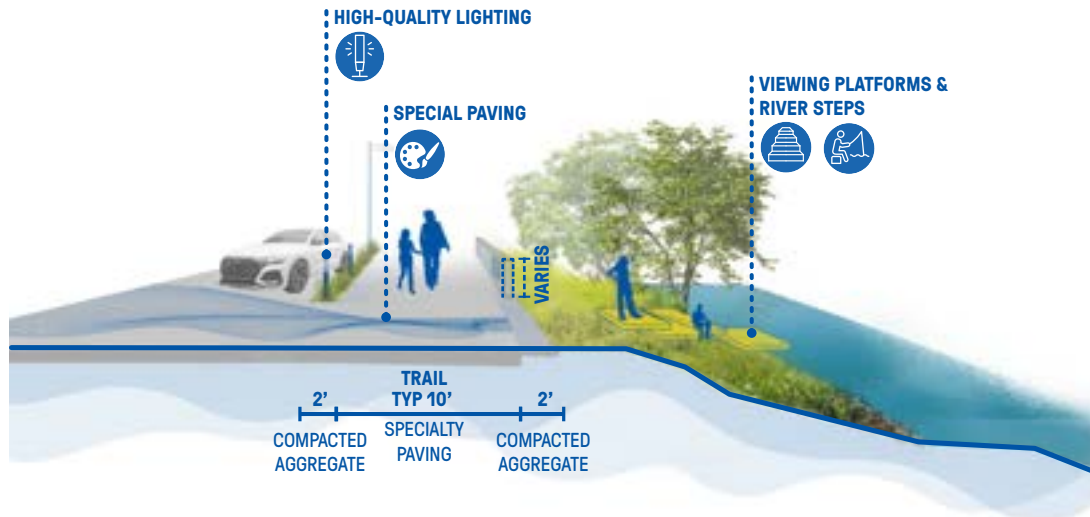 HIGH-QUALITY LIGHTING
SPECIAL PAVING
VIEWING PLATFORMS &
RIVER STEPS
VARIES
TRAIL
TYP 10’
2’
2’
SPECIALTY
PAVING
COMPACTED
AGGREGATE
COMPACTED
AGGREGATE